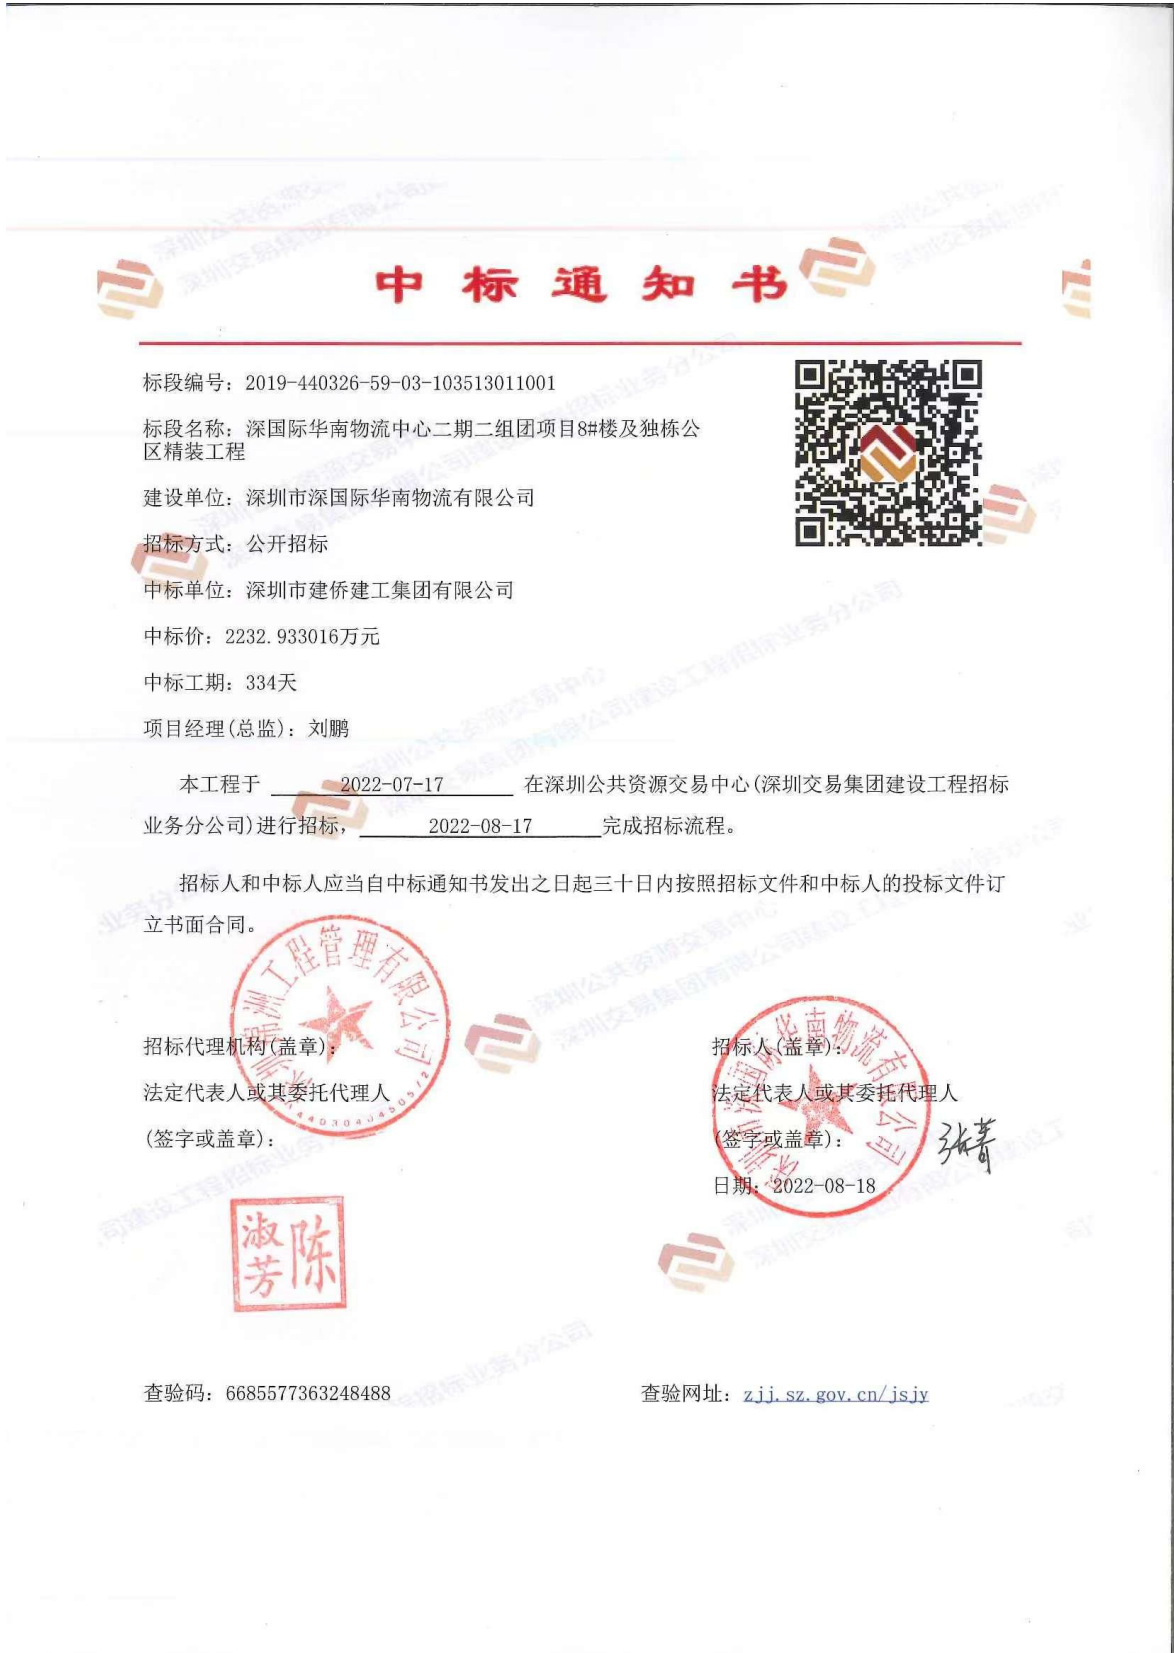 中标通知书
标段编号：2019-440326-59-03-103513011001
标段名称：深国际华南物流中心二期二组团项目8#楼及独栋公
区精装工程
建设单位：深圳市深国际华南物流有限公司
招标方式：公开招标
中标单位：深圳市建侨建工集团有限公司
中标价：2232.933016万元
中标工期：334天
项目经理(总监)：刘鹏
本工程于 2022-07-17 在深圳公共资源交易中心(深圳交易集团建设工程招标
业务分公司)进行招标， 2022-08-17 完成招标流程。
招标人和中标人应当自中标通知书发出之日起三十日内按照招标文件和中标人的投标文件订
立书面合同。
招标代理机构(盖章)：
法定代表人或其委托代理人
(签字或盖章)：
陈淑芳
招标人(盖章)：
法定代表人或其委托代理人
(签字或盖章)：
日期：2022-08-18
查验码：6685577363248488
查验网址：zjj.sz.gov.cn/jsjy